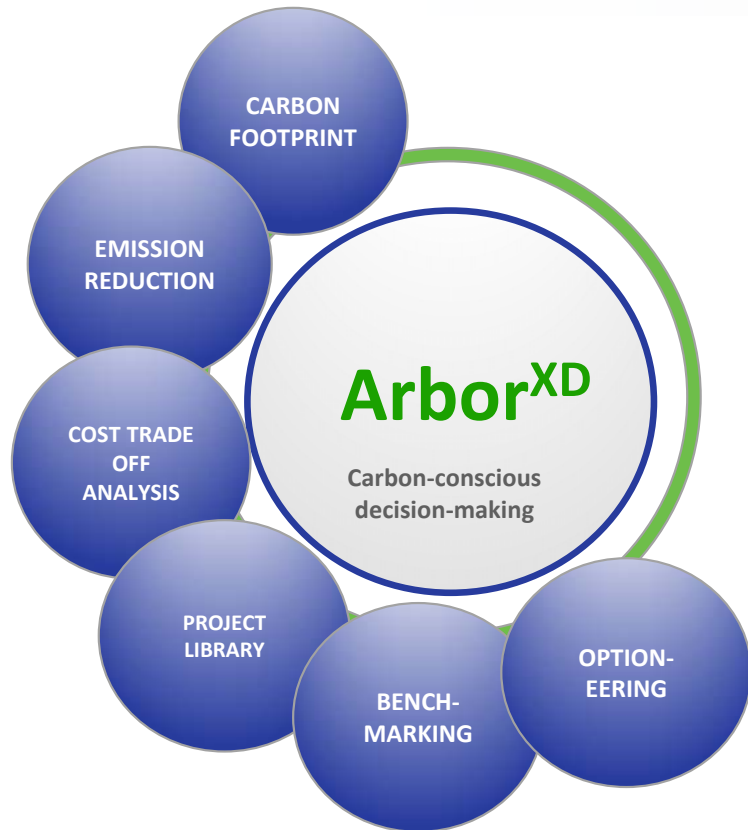 CARBON
FOOTPRINT
EMISSION
REDUCTION
COST TRADE
OFF
ANALYSIS
PROJECT
LIBRARY
BENCH-
MARKING
OPTION-
EERING
ArborXD
Carbon-conscious
decision-making